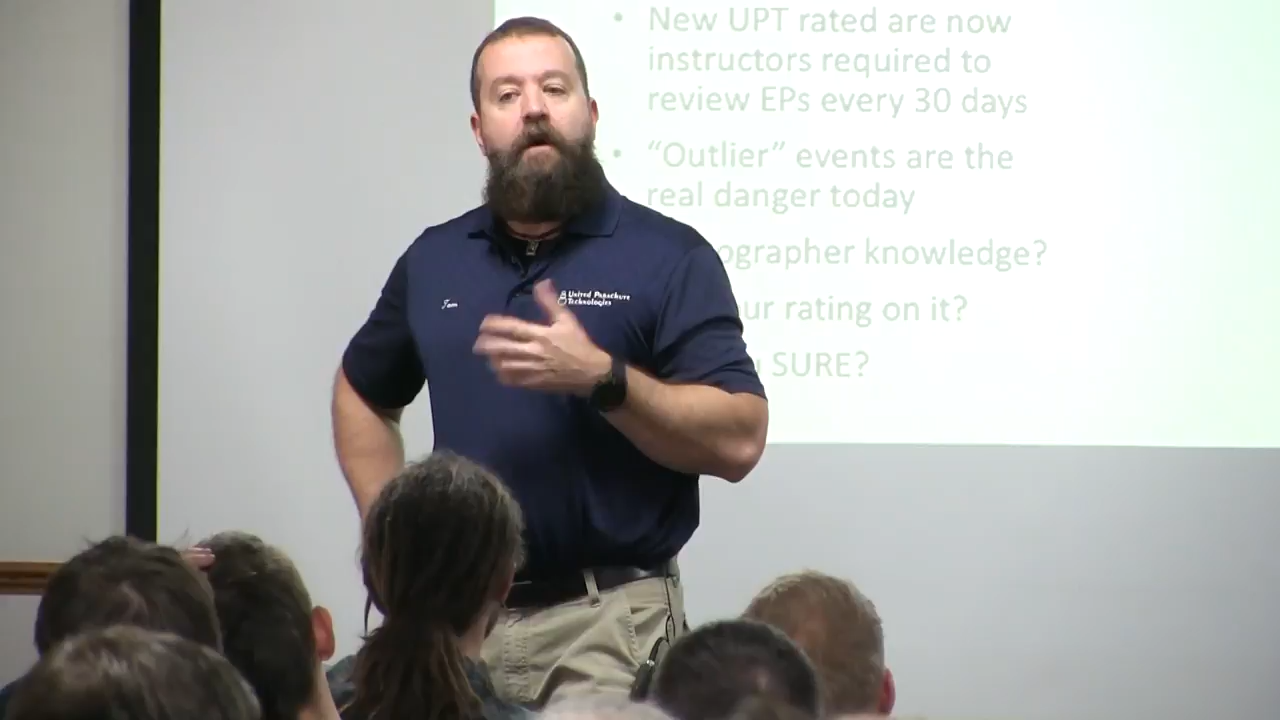 • New UPT rated are now
instructors required to
review EPs every 30 days
• “Outlier” events are the
real danger today
ographer knowledge?
ur rating on it?
SURE?
Tom
United Parachute
Technologies